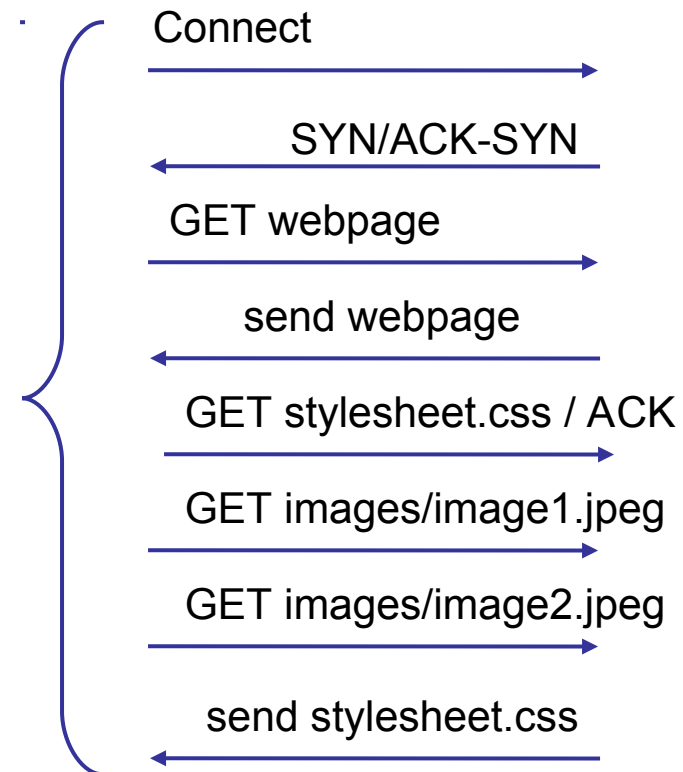 Connect
SYN/ACK-SYN
GET webpage
send webpage
GET stylesheet.css / ACK
GET images/image1.jpeg
GET images/image2.jpeg
send stylesheet.css